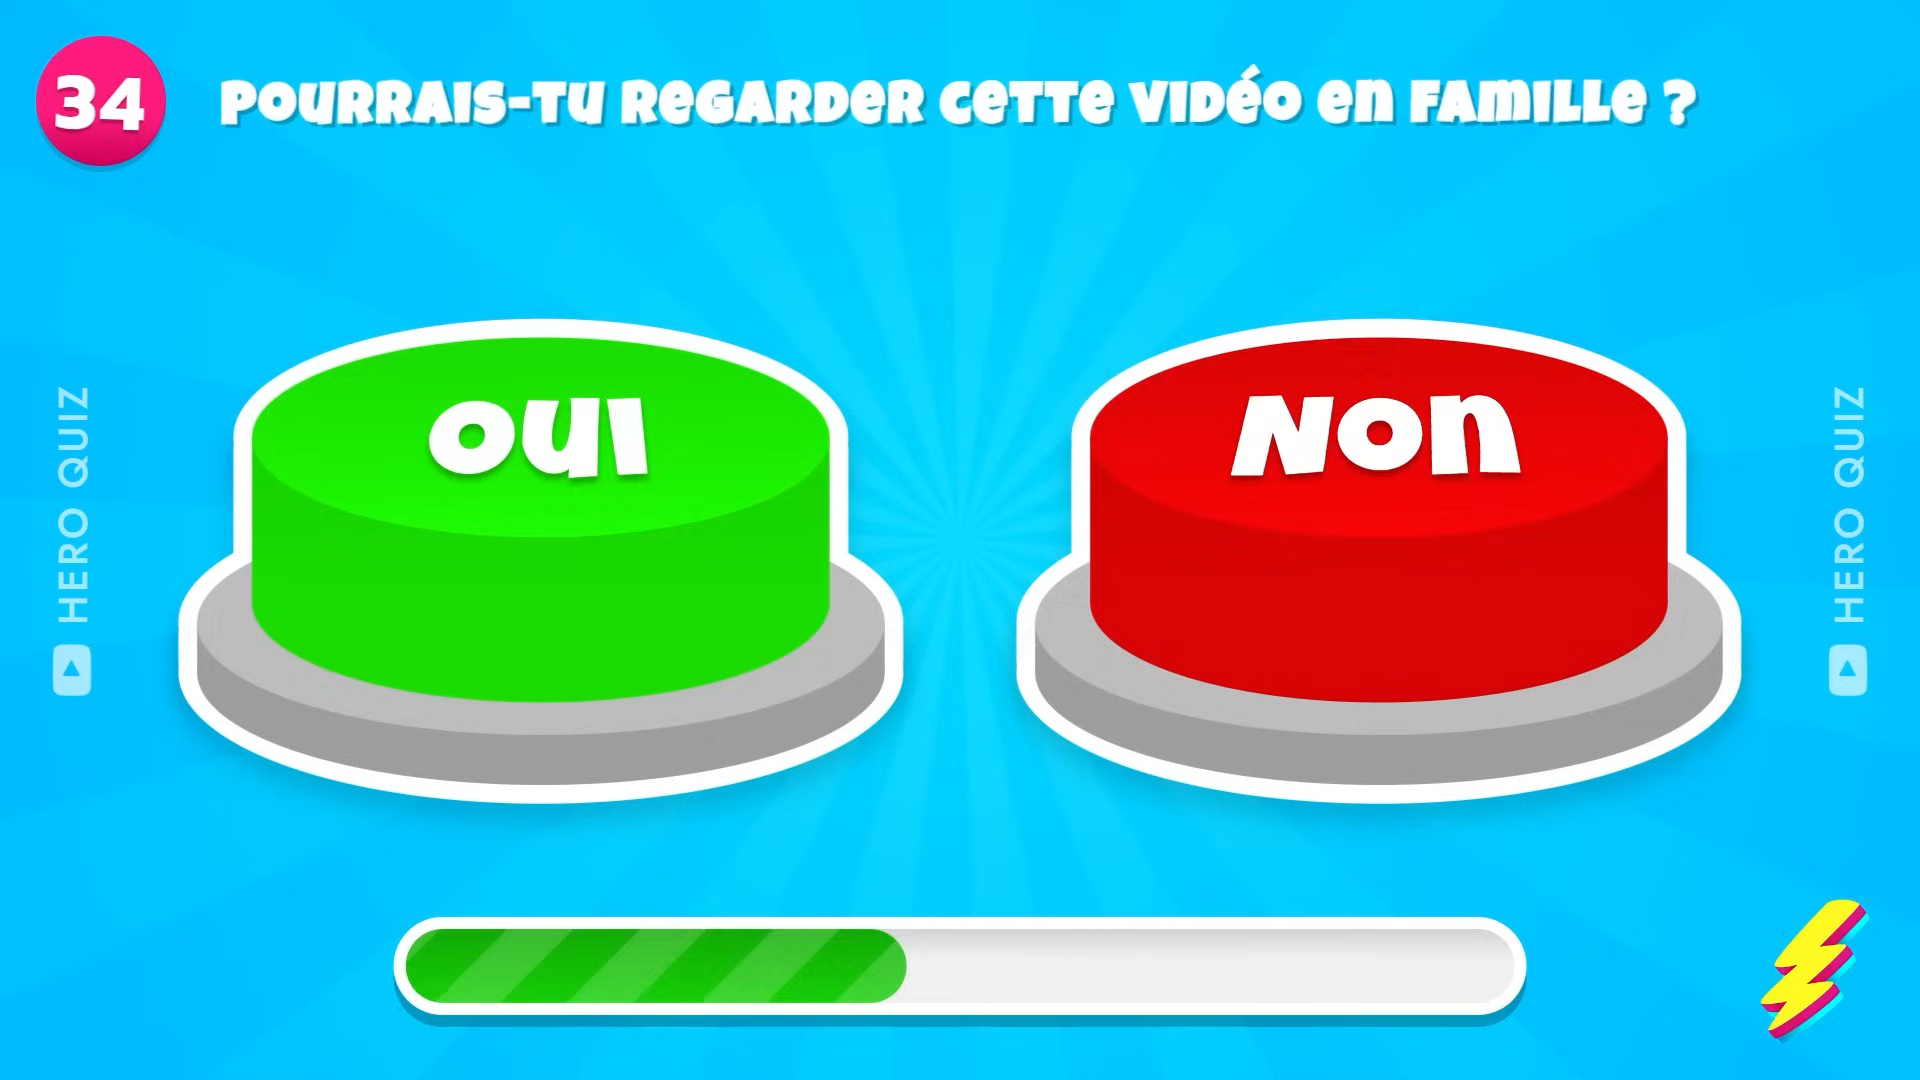 34
POURRAIS-TU REGARDER CETTE VIDÉO EN FAMILLE ?
OUI
NON
HERO QUIZ
HERO QUIZ